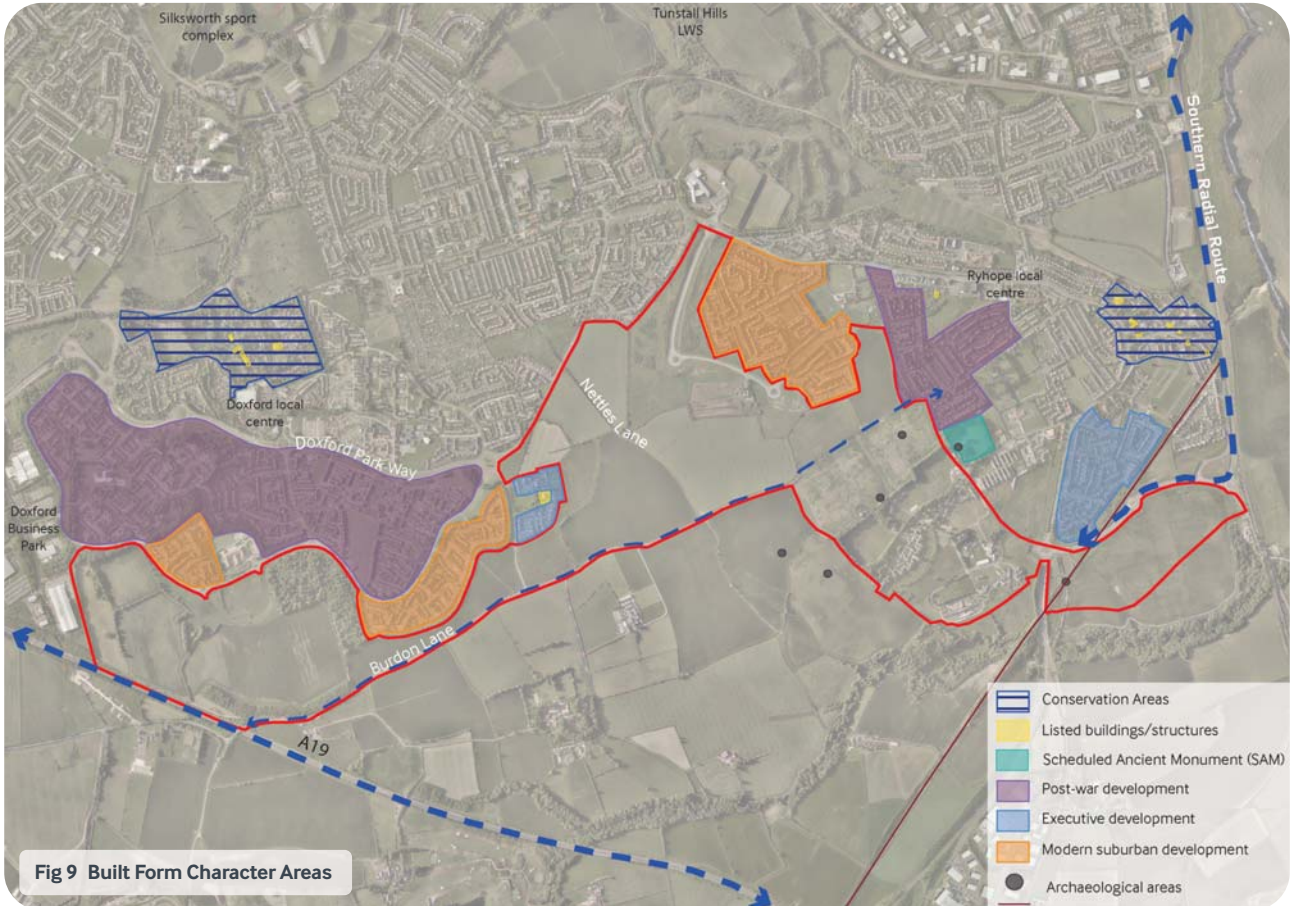 Silksworth sport
complex
Tunstall Hills
LWS
Southern Radial Route
Ryhope local
centre
Doxford local
centre
Nettles Lane
Doxford Park Way
Doxford
Business
Park
Burdon Lane
A19
Conservation Areas
Listed buildings/structures
Scheduled Ancient Monument (SAM)
Post-war development
Executive development
Modern suburban development
Archaeological areas
Fig 9 Built Form Character Areas